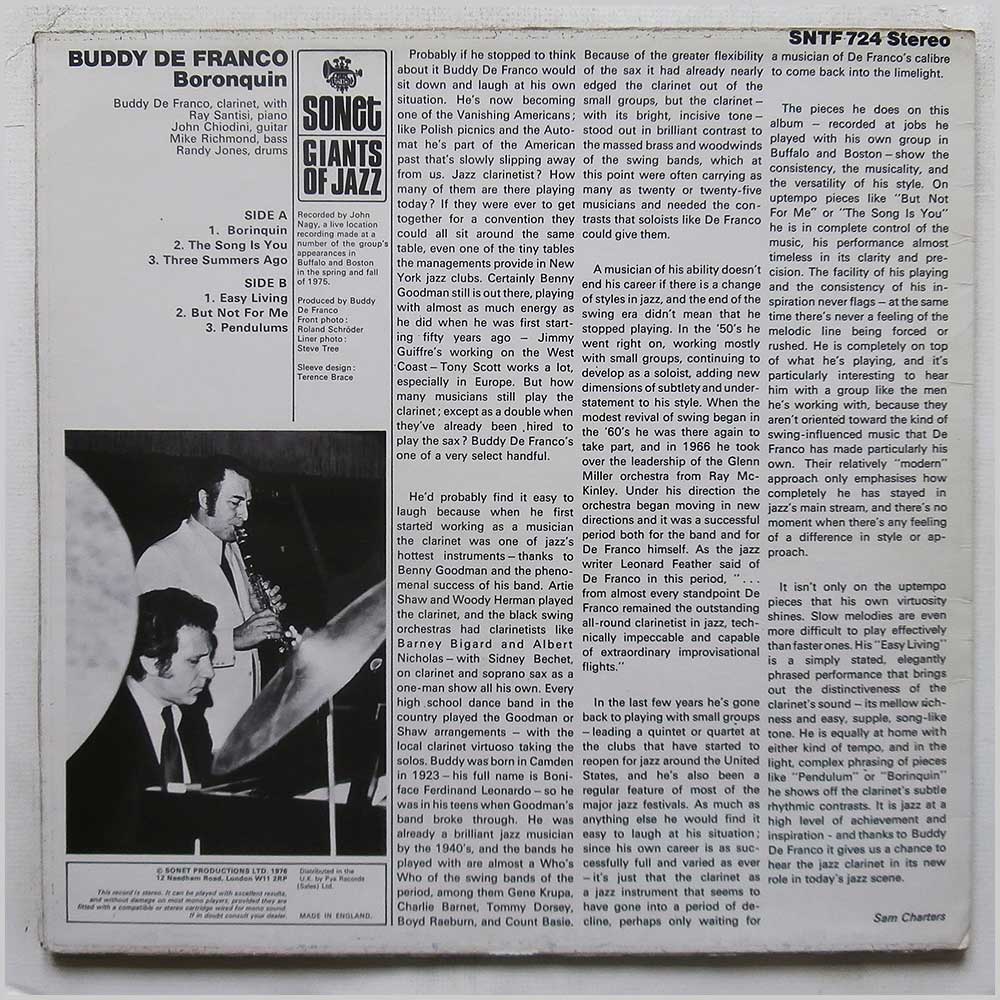 SNTF 724 Stereo
BUDDY DE FRANCO
Boronquin
Buddy De Franco, clarinet, with
Ray Santisi, piano
John Chiodini, guitar
Mike Richmond, bass
Randy Jones, drums
SONET
GIANTS
OF JAZZ
SIDE A
1. Borinquin
2. The Song Is You
3. Three Summers Ago
SIDE B
1. Easy Living
2. But Not For Me
3. Pendulums
Recorded by John
Nagy, a live location
recording made at a
number of the group's
appearances in
Buffalo and Boston
in the spring and fall
of 1975.
Produced by Buddy
De Franco
Front photo:
Roland Schröder
Liner photo:
Steve Tree
Sleeve design:
Terence Brace
Probably if he stopped to think
about it Buddy De Franco would
sit down and laugh at his own
situation. He's now becoming
one of the Vanishing Americans;
like Polish picnics and the Auto-
mat he's part of the American
past that's slowly slipping away
from us. Jazz clarinetist? How
many of them are there playing
today? If they were ever to get
together for a convention they
could all sit around the same
table, even one of the tiny tables
the managements provide in New
York jazz clubs. Certainly Benny
Goodman still is out there, playing
with almost as much energy as
he did when he was first start-
ing fifty years ago – Jimmy
Guiffre's working on the West
Coast – Tony Scott works a lot,
especially in Europe. But how
many musicians still play the
clarinet; except as a double when
they've already been hired to
play the sax? Buddy De Franco's
one of a very select handful.
He'd probably find it easy to
laugh because when he first
started working as a musician
the clarinet was one of jazz's
hottest instruments – thanks to
Benny Goodman and the pheno-
menal success of his band. Artie
Shaw and Woody Herman played
the clarinet, and the black swing
orchestras had clarinetists like
Barney Bigard and Albert
Nicholas – with Sidney Bechet,
on clarinet and soprano sax as a
one-man show all his own. Every
high school dance band in the
country played the Goodman or
Shaw arrangements – with the
local clarinet virtuoso taking the
solos. Buddy was born in Camden
in 1923 – his full name is Boni-
face Ferdinand Leonardo – so he
was in his teens when Goodman's
band broke through. He was
already a brilliant jazz musician
by the 1940's, and the bands he
played with are almost a Who's
Who of the swing bands of the
period, among them Gene Krupa,
Charlie Barnet, Tommy Dorsey,
Boyd Raeburn, and Count Basie.
Because of the greater flexibility
of the sax it had already nearly
edged the clarinet out of the
small groups, but the clarinet –
with its bright, incisive tone –
stood out in brilliant contrast to
the massed brass and woodwinds
of the swing bands, which at
this point were often carrying as
many as twenty or twenty-five
musicians and needed the con-
trasts that soloists like De Franco
could give them.
A musician of his ability doesn't
end his career if there is a change
of styles in jazz, and the end of the
swing era didn't mean that he
stopped playing. In the '50's he
went right on, working mostly
with small groups, continuing to
develop as a soloist, adding new
dimensions of subtlety and under-
statement to his style. When the
modest revival of swing began in
the '60's he was there again to
take part, and in 1966 he took
over the leadership of the Glenn
Miller orchestra from Ray Mc-
Kinley. Under his direction the
orchestra began moving in new
directions and it was a successful
period both for the band and for
De Franco himself. As the jazz
writer Leonard Feather said of
De Franco in this period, "...
from almost every standpoint De
Franco remained the outstanding
all-round clarinetist in jazz, tech-
nically impeccable and capable
of extraordinary improvisational
flights."
In the last few years he's gone
back to playing with small groups
– leading a quintet or quartet at
the clubs that have started to
reopen for jazz around the United
States, and he's also been a
regular feature of most of the
major jazz festivals. As much as
anything else he would find it
easy to laugh at his situation;
since his own career is as suc-
cessfully full and varied as ever
– it's just that the clarinet as
a jazz instrument that seems to
have gone into a period of de-
cline, perhaps only waiting for
a musician of De Franco's calibre
to come back into the limelight.
The pieces he does on this
album – recorded at jobs he
played with his own group in
Buffalo and Boston – show the
consistency, the musicality, and
the versatility of his style. On
uptempo pieces like "But Not
For Me" or "The Song Is You"
he is in complete control of the
music, his performance almost
timeless in its clarity and pre-
cision. The facility of his playing
and the consistency of his in-
spiration never flags – at the same
time there's never a feeling of the
melodic line being forced or
rushed. He is completely on top
of what he's playing, and it's
particularly interesting to hear
him with a group like the men
he's working with, because they
aren't oriented toward the kind of
swing-influenced music that De
Franco has made particularly his
own. Their relatively "modern"
approach only emphasises how
completely he has stayed in
jazz's main stream, and there's no
moment when there's any feeling
of a difference in style or ap-
proach.
It isn't only on the uptempo
pieces that his own virtuosity
shines. Slow melodies are even
more difficult to play effectively
than faster ones. His "Easy Living"
is a simply stated, elegantly
phrased performance that brings
out the distinctiveness of the
clarinet's sound – its mellow rich-
ness and easy, supple, song-like
tone. He is equally at home with
either kind of tempo, and in the
light, complex phrasing of pieces
like "Pendulum" or "Borinquin"
he shows off the clarinet's subtle
rhythmic contrasts. It is jazz at a
high level of achievement and
inspiration - and thanks to Buddy
De Franco it gives us a chance to
hear the jazz clarinet in its new
role in today's jazz scene.
Sam Charters
© SONET PRODUCTIONS LTD. 1976
12 Needham Road, London W11 2RP
Distributed in the
U.K. by Pye Records
(Sales) Ltd.
This record is stereo. It can be played with excellent results,
and without damage on most mono players, provided they are
fitted with a compatible or stereo cartridge wired for mono sound.
If in doubt consult your dealer.
MADE IN ENGLAND.